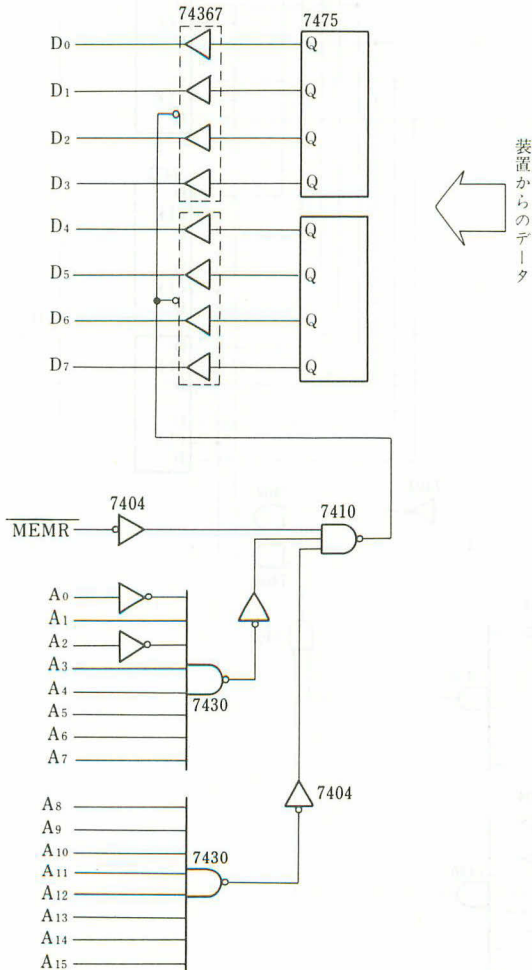 74367
7475
D₀
Q
D₁
Q
D₂
Q
D₃
Q
D₄
Q
D₅
Q
D₆
Q
D₇
Q
装置からのデータ
7404
7410
MEMR
A₀
A₁
A₂
A₃
A₄
7430
A₅
A₆
A₇
7404
A₈
A₉
7430
A₁₀
A₁₁
A₁₂
A₁₃
A₁₄
A₁₅